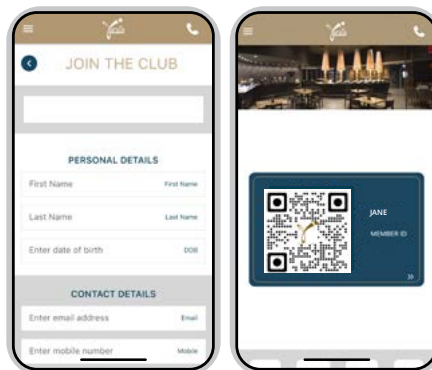 JOIN THE CLUB
PERSONAL DETAILS
First Name First Name
Last Name Last Name
Enter date of birth DOB
CONTACT DETAILS
Enter email address Email
Enter mobile number Mobile
JANE
MEMBER ID